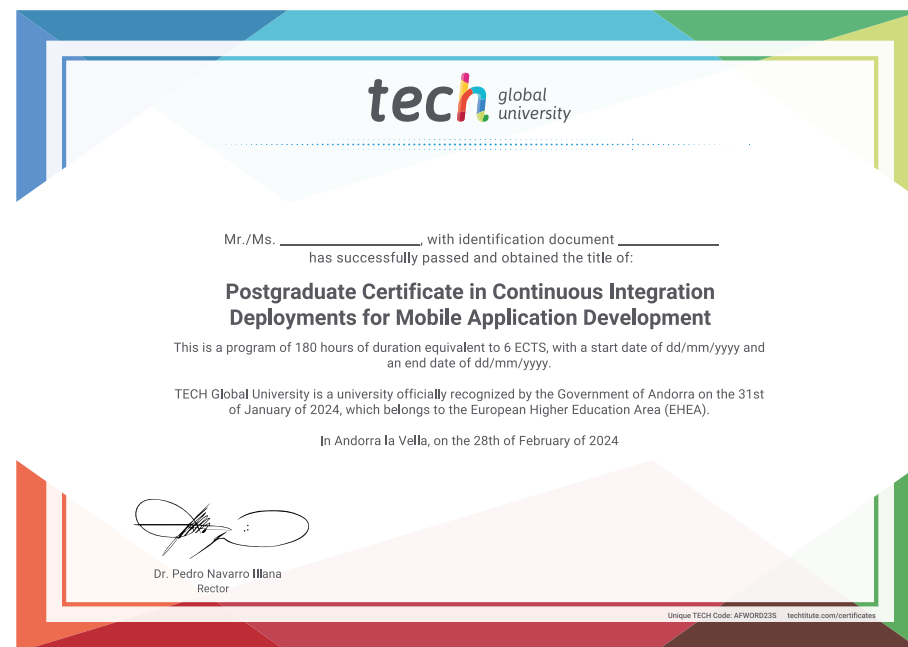 tech global
university
Mr./Ms. ____________, with identification document ____________
has successfully passed and obtained the title of:
Postgraduate Certificate in Continuous Integration
Deployments for Mobile Application Development
This is a program of 180 hours of duration equivalent to 6 ECTS, with a start date of dd/mm/yyyy and
an end date of dd/mm/yyyy.
TECH Global University is a university officially recognized by the Government of Andorra on the 31st
of January of 2024, which belongs to the European Higher Education Area (EHEA).
In Andorra la Vella, on the 28th of February of 2024
Dr. Pedro Navarro Illana
Rector
Unique TECH Code: AFWORD23S techtitute.com/certificates